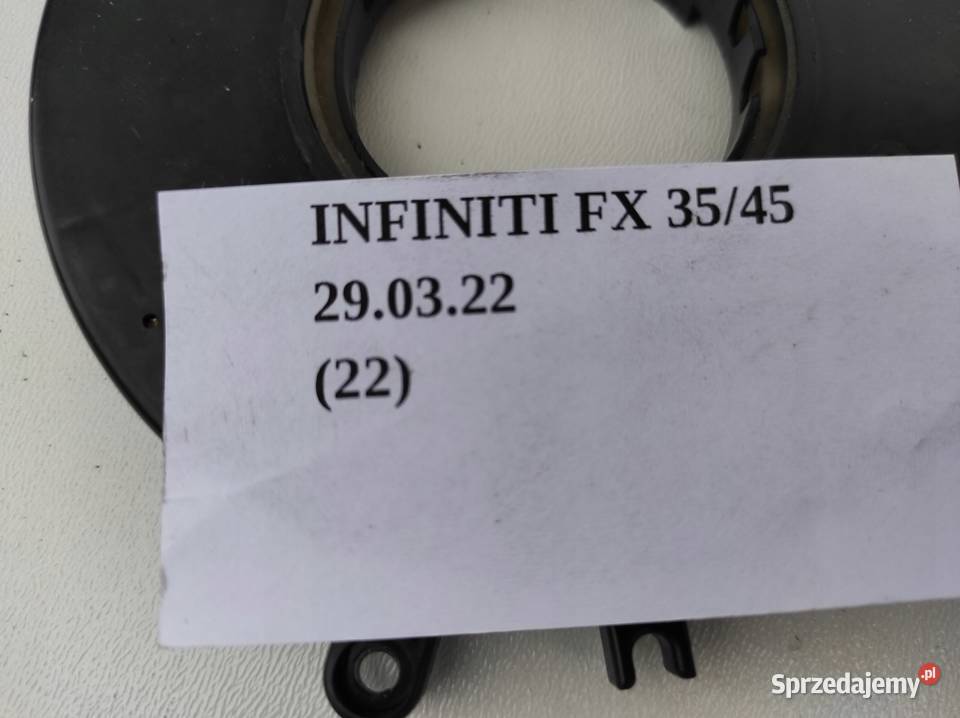 INFINITI FX 35/45
29.03.22
(22)
Sprzedajemy.pl